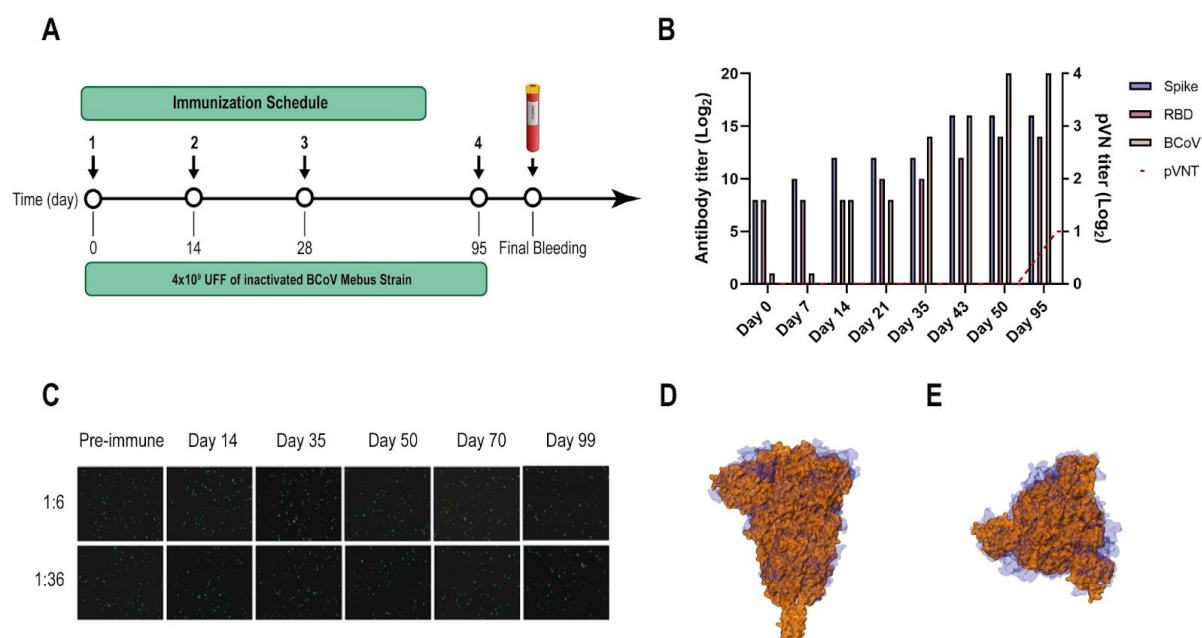 A
Immunization Schedule
1 2 3 4
Time (day)
0 14 28 95 Final Bleeding
4x10⁹ UFF of inactivated BCoV Mebus Strain
B
Antibody titer (Log₂)
20
15
10
5
0
Day 0 Day 7 Day 14 Day 21 Day 35 Day 43 Day 50 Day 95
4
3
2
1
0
pVN titer (Log₂)
Spike
RBD
BCoV
pVNT
C
Pre-immune Day 14 Day 35 Day 50 Day 70 Day 99
1:6
1:36
D
E